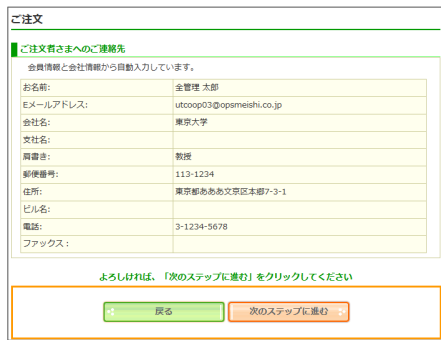 ご注文
ご注文者さまへのご連絡先
会員情報と会社情報から自動入力しています。
お名前: 全管理 太郎
Eメールアドレス: utcoop03@opsmeishi.co.jp
会社名: 東京大学
支社名:
肩書き: 教授
郵便番号: 113-1234
住所: 東京都あああ文京区本郷7-3-1
ビル名:
電話: 3-1234-5678
ファックス:
よろしければ、「次のステップに進む」をクリックしてください
戻る 次のステップに進む